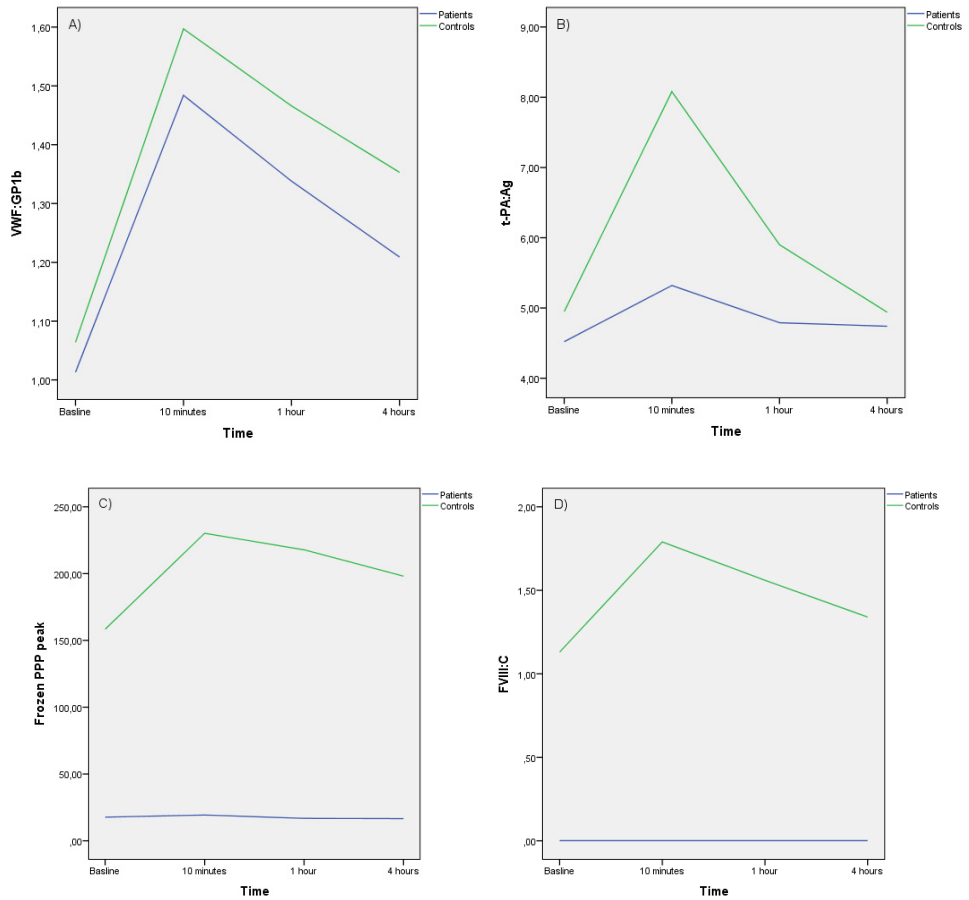 A)
Patients
Controls
1,60
1,50
1,40
1,30
1,20
1,10
1,00
VWF:GP1b
Basline
10 minutes
1 hour
4 hours
Time
B)
Patients
Controls
9,00
8,00
7,00
6,00
5,00
4,00
t-PA:Ag
Basline
10 minutes
1 hour
4 hours
Time
C)
Patients
Controls
250,00
200,00
150,00
100,00
50,00
,00
Frozen PPP peak
Basline
10 minutes
1 hour
4 hours
Time
D)
Patients
Controls
2,00
1,50
1,00
,50
,00
FVIII:C
Basline
10 minutes
1 hour
4 hours
Time